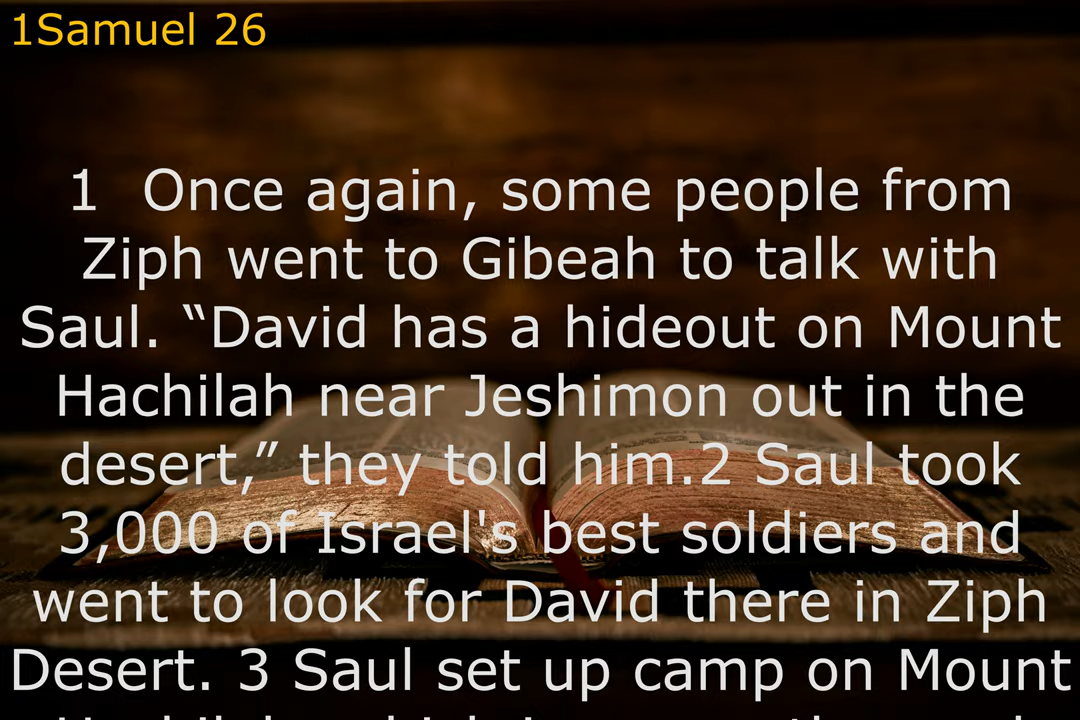 1Samuel 26
1 Once again, some people from
Ziph went to Gibeah to talk with
Saul. “David has a hideout on Mount
Hachilah near Jeshimon out in the
desert,” they told him.2 Saul took
3,000 of Israel's best soldiers and
went to look for David there in Ziph
Desert. 3 Saul set up camp on Mount